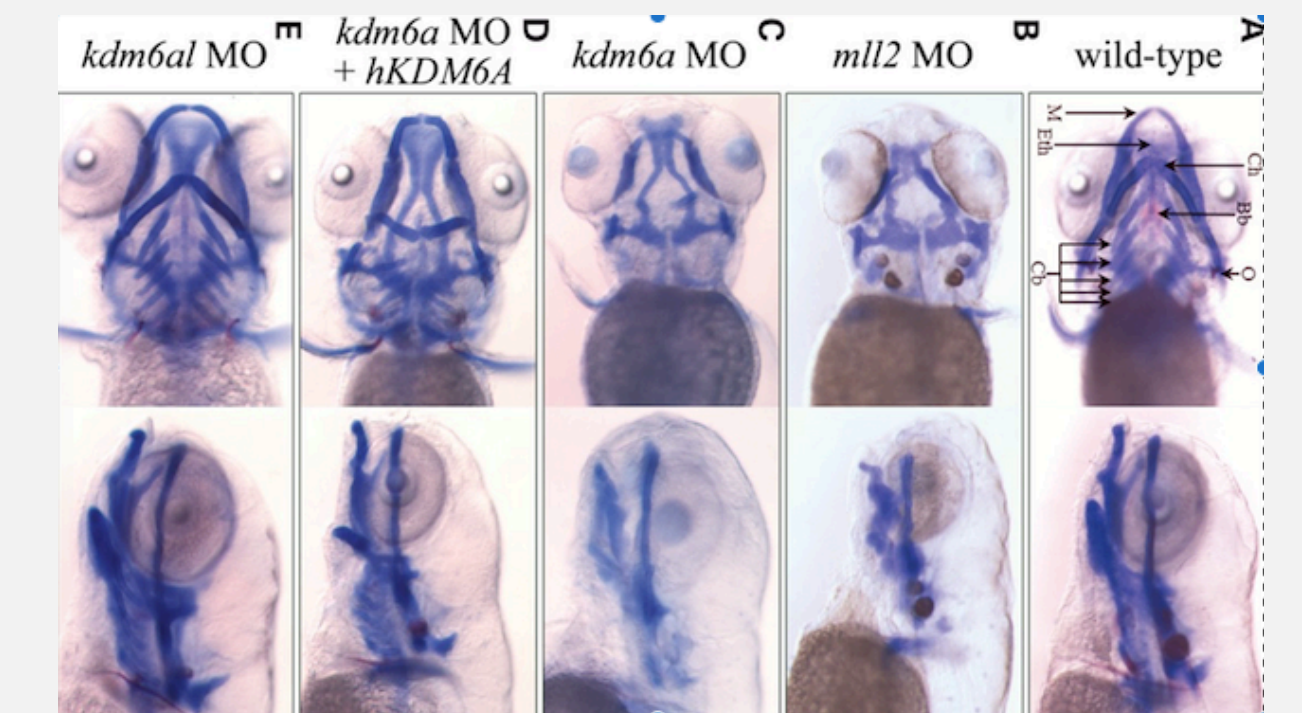 E
kdm6al MO
D
kdm6a MO
+ hKDM6A
C
kdm6a MO
B
mll2 MO
A
wild-type
M
Eth
Ch
Bb
Cb
O